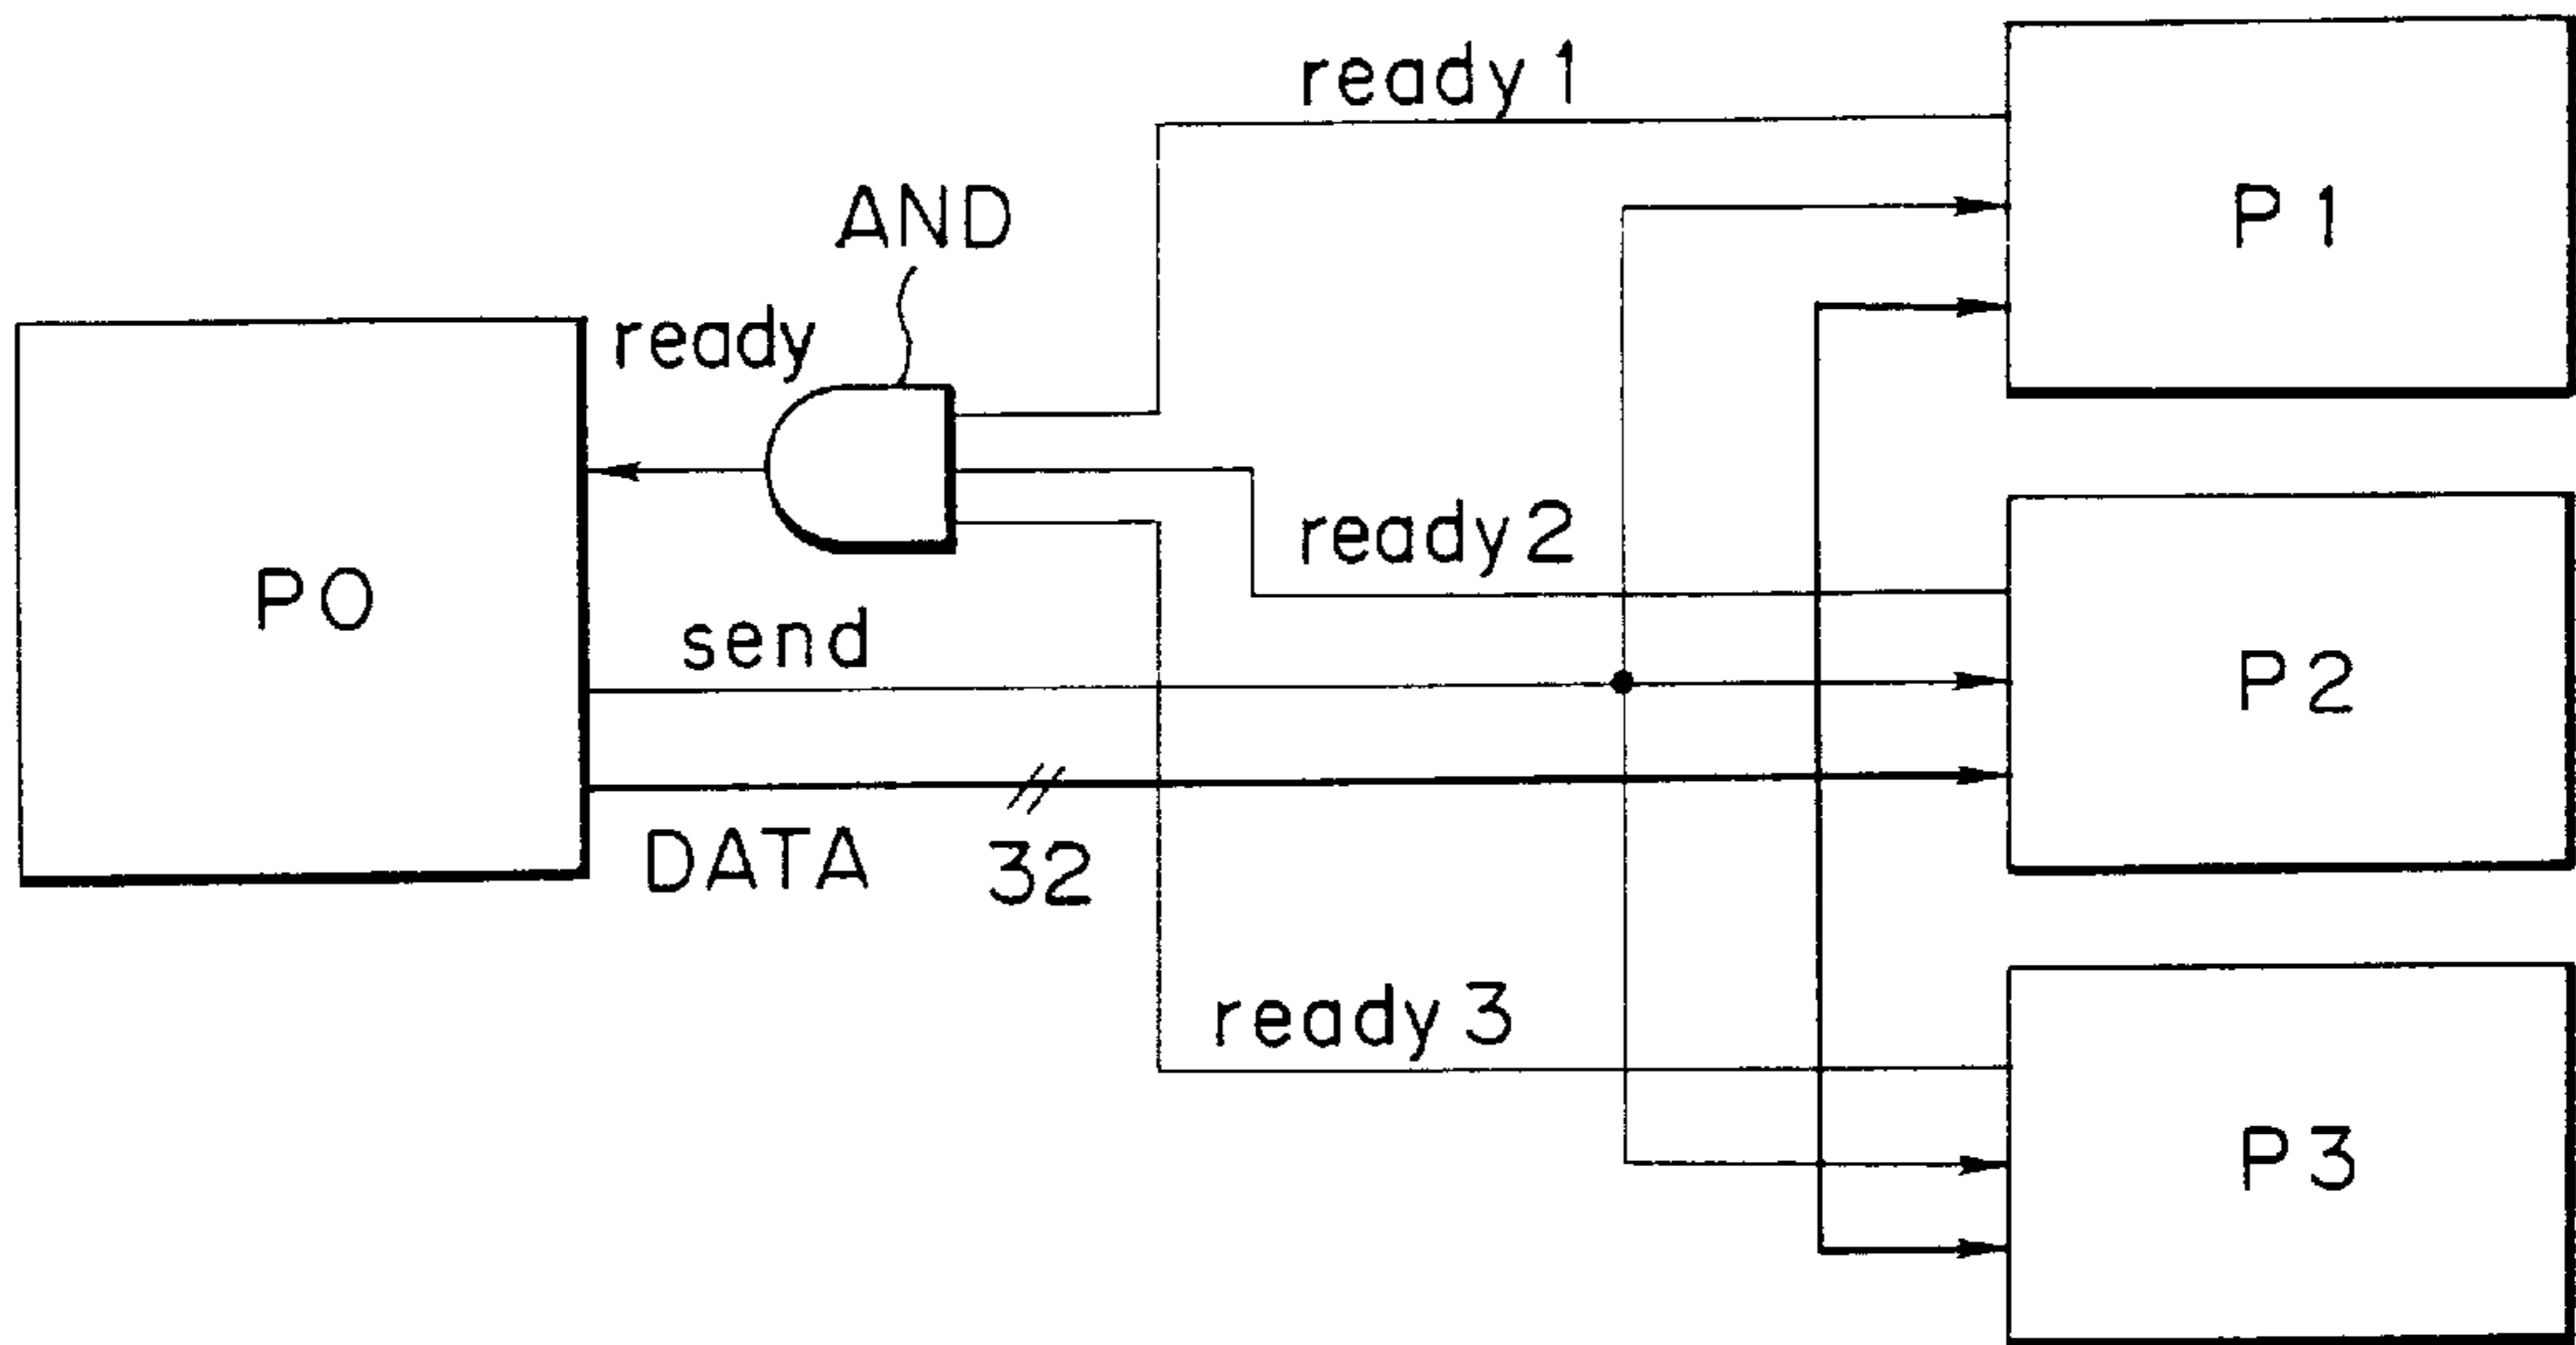 ready 1
AND
P 1
ready
ready 2
P0
send
P 2
DATA
32
ready 3
P 3